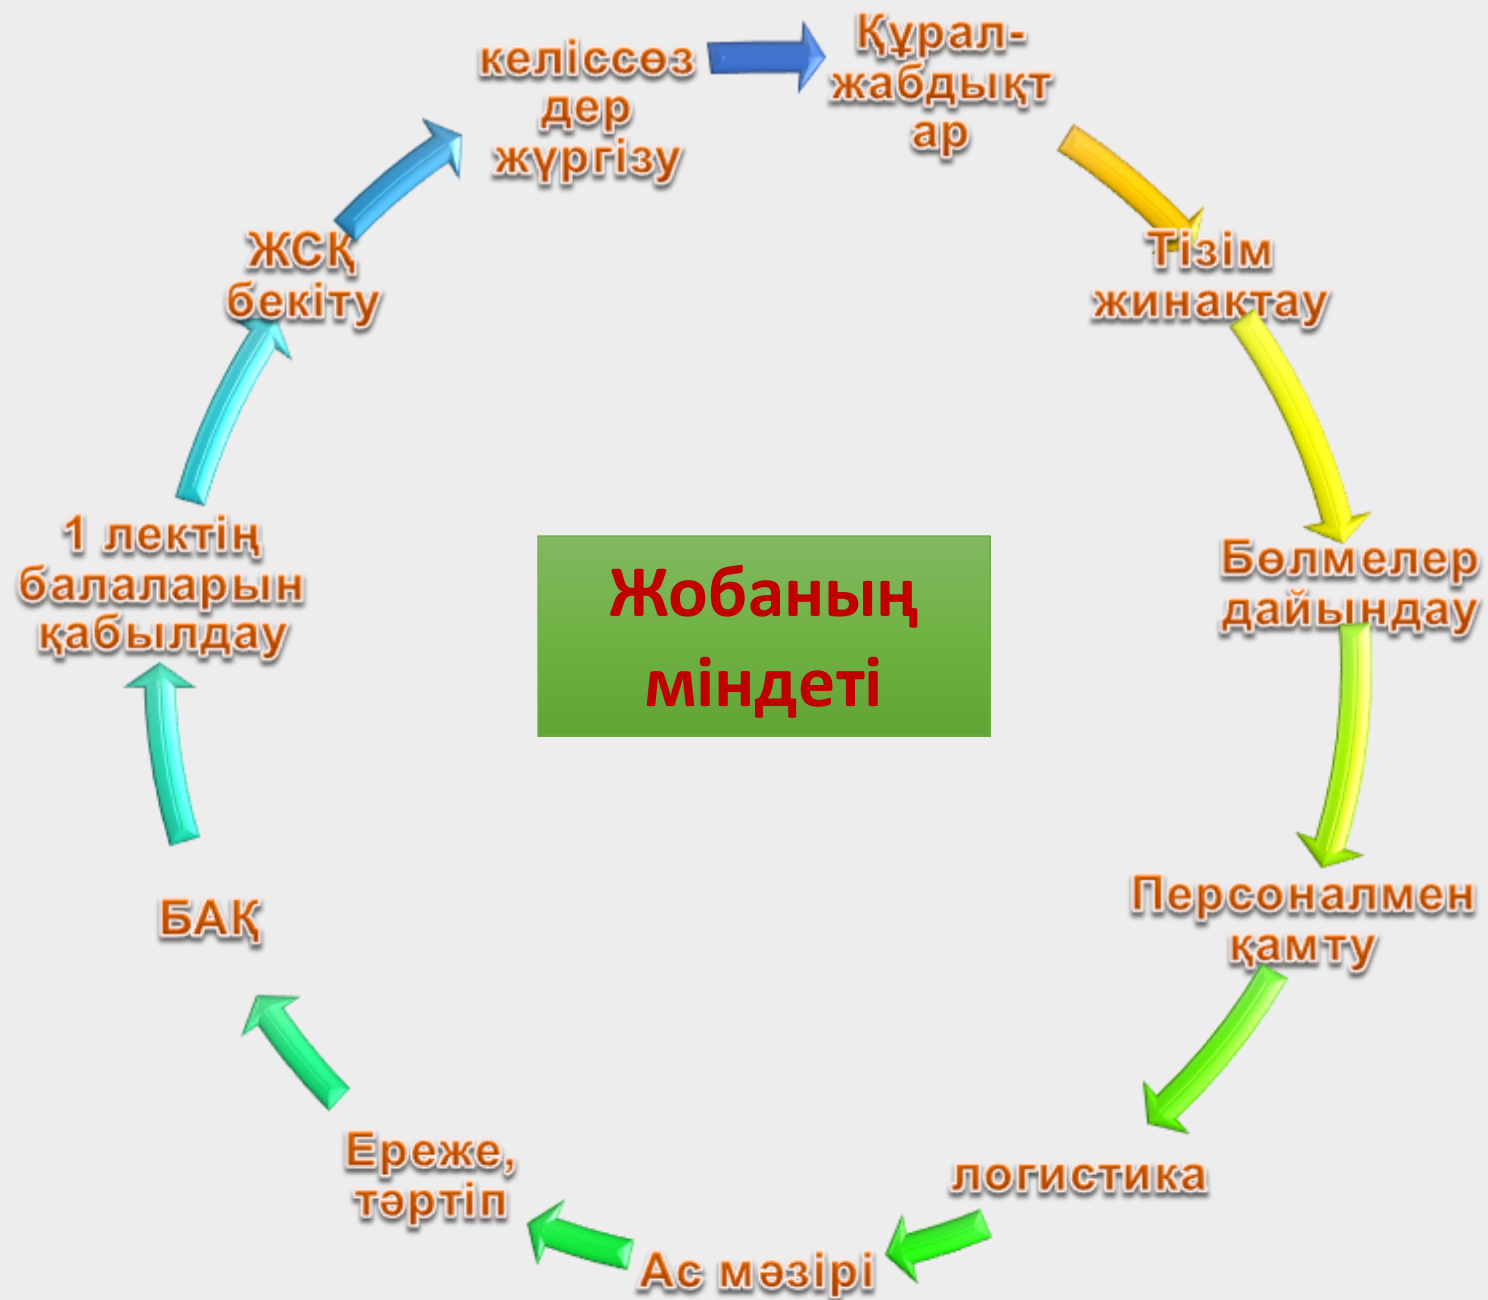 келіссөз
дер
жүргізу
Құрал-
жабдықт
ар
Тізім
жинақтау
Бөлмелер
дайындау
Персоналмен
қамту
логистика
Ас мәзірі
Ереже,
тәртіп
БАҚ
1 лектің
балаларын
қабылдау
ЖСҚ
бекіту
Жобаның
міндеті